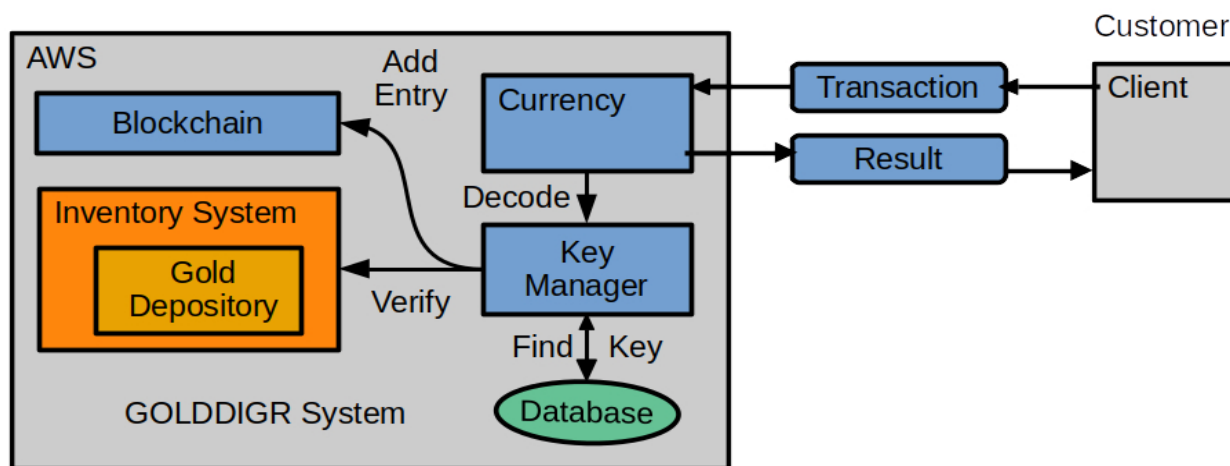 Customer
AWS
Add
Entry
Currency
Transaction
Client
Blockchain
Result
Decode
Inventory System
Key
Manager
Gold
Depository
Verify
Find Key
GOLDDIGR System
Database